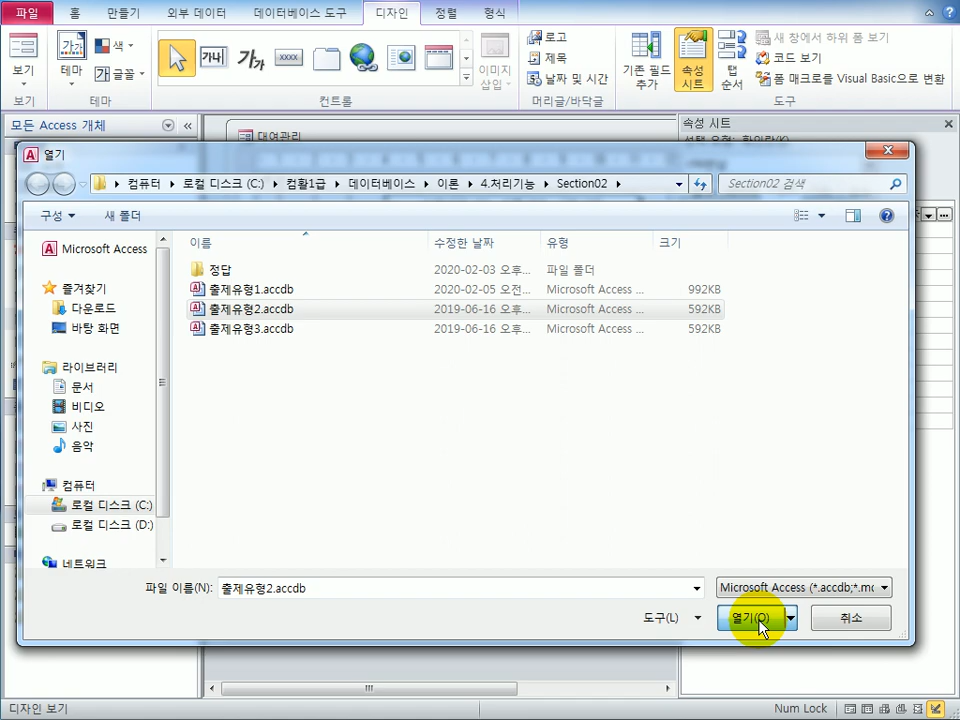 파일 홈 만들기 외부 데이터 데이터베이스 도구 디자인 정렬 형식
보기 테마 색 글꼴 가나 가가 xxxx 이미지 삽입 로고 제목 날짜 및 시간 기존 필드 추가 속성 시트 탭 순서 새 창에서 하위 폼 보기 코드 보기 폼 매크로를 Visual Basic으로 변환
보기 테마 컨트롤 머리글/바닥글 도구
모든 Access 개체 대여관리 속성 시트
열기
컴퓨터 로컬 디스크 (C:) 컴활1급 데이터베이스 이론 4.처리기능 Section02 Section02 검색
구성 새 폴더
이름 수정한 날짜 유형 크기
Microsoft Access
즐겨찾기
다운로드
바탕 화면
라이브러리
문서
비디오
사진
음악
컴퓨터
로컬 디스크 (C:)
로컬 디스크 (D:)
네트워크
정답 2020-02-03 오후... 파일 폴더
출제유형1.accdb 2020-02-05 오전... Microsoft Access ... 992KB
출제유형2.accdb 2019-06-16 오후... Microsoft Access ... 592KB
출제유형3.accdb 2019-06-16 오후... Microsoft Access ... 592KB
파일 이름(N): 출제유형2.accdb Microsoft Access (*.accdb;*.mc
도구(L) 열기(O) 취소
디자인 보기 Num Lock